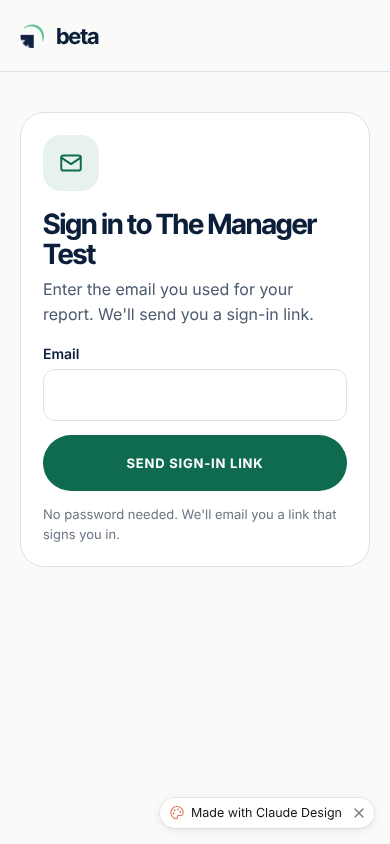 beta
Sign in to The Manager
Test
Enter the email you used for your
report. We'll send you a sign-in link.
Email
SEND SIGN-IN LINK
No password needed. We'll email you a link that
signs you in.
Made with Claude Design